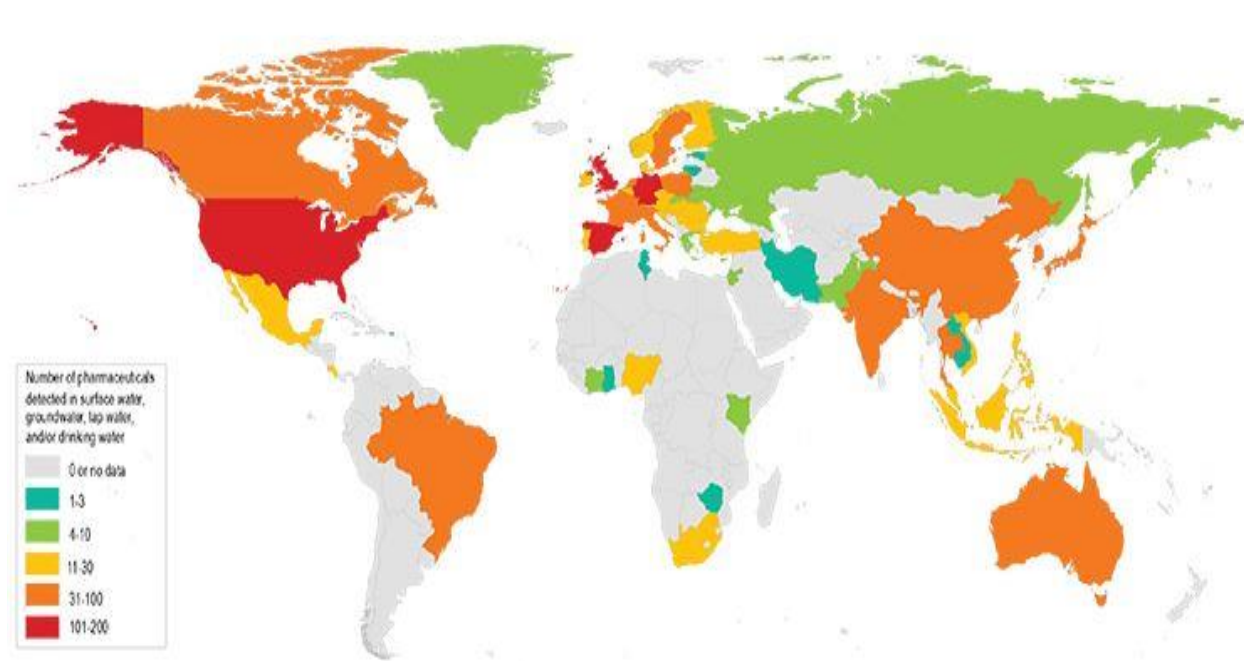 Number of pharmaceuticals
detected in surface water,
groundwater, tap water,
and/or drinking water
0 or no data
1-3
4-10
11-30
31-100
101-200